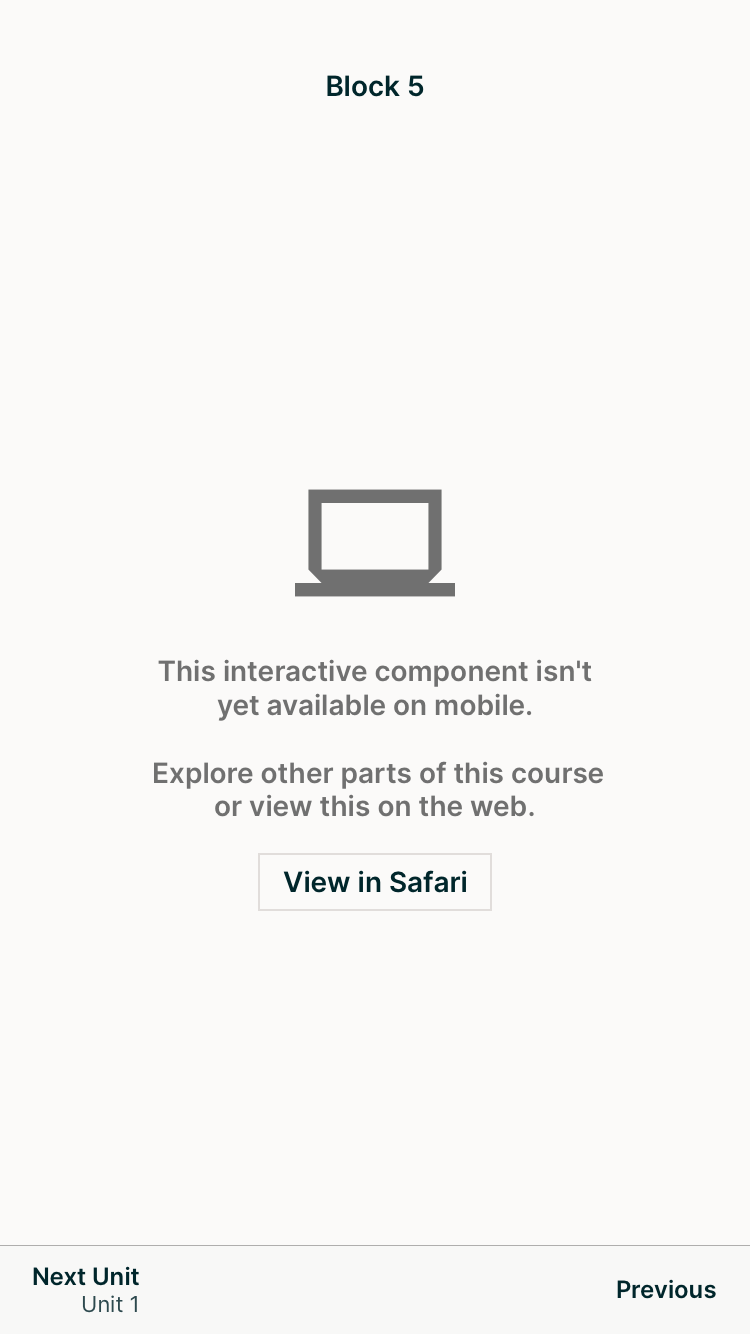 Block 5
This interactive component isn't
yet available on mobile.
Explore other parts of this course
or view this on the web.
View in Safari
Next Unit
Unit 1
Previous